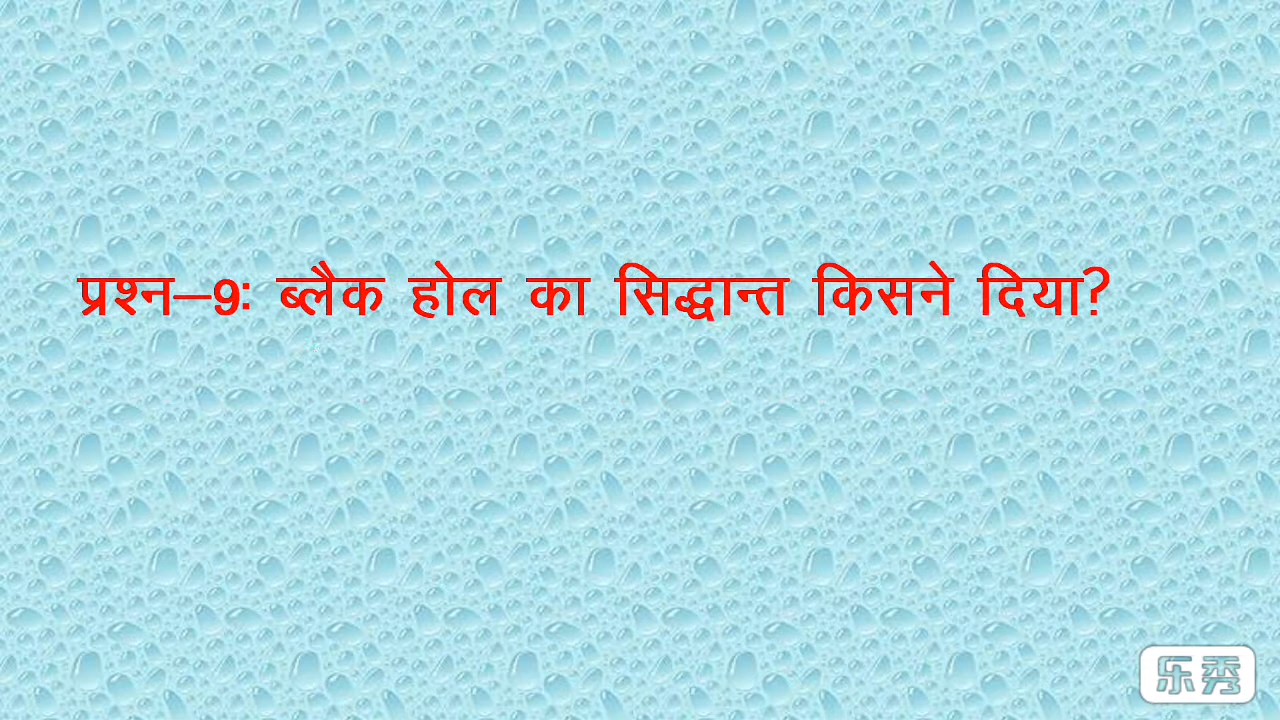 प्रश्न–9: ब्लैक होल का सिद्धान्त किसने दिया?
乐秀